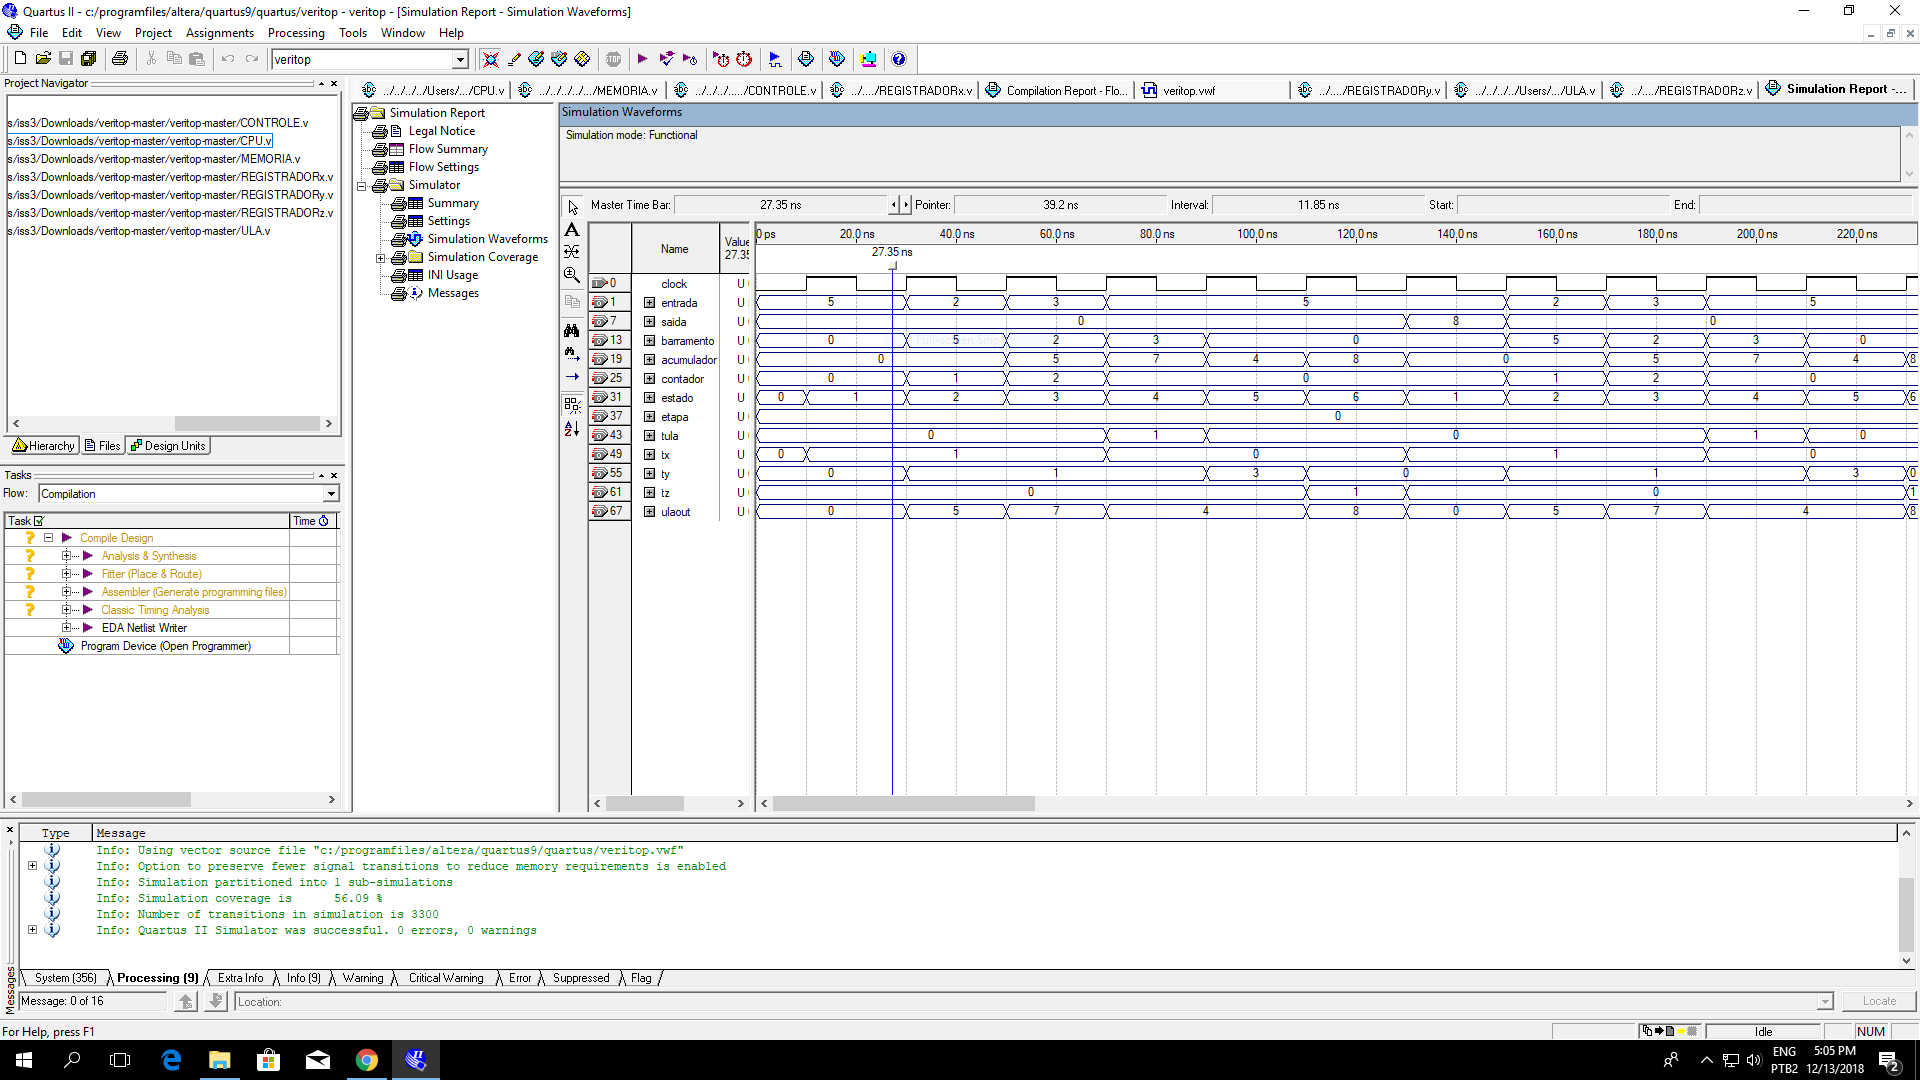 Quartus II - c:/programfiles/altera/quartus9/quartus/veritop - veritop - [Simulation Report - Simulation Waveforms]
File Edit View Project Assignments Processing Tools Window Help
veritop
Project Navigator
s/iss3/Downloads/veritop-master/veritop-master/CONTROLE.v
s/iss3/Downloads/veritop-master/veritop-master/CPU.v
s/iss3/Downloads/veritop-master/veritop-master/MEMORIA.v
s/iss3/Downloads/veritop-master/veritop-master/REGISTRADORx.v
s/iss3/Downloads/veritop-master/veritop-master/REGISTRADORy.v
s/iss3/Downloads/veritop-master/veritop-master/REGISTRADORz.v
s/iss3/Downloads/veritop-master/veritop-master/ULA.v
Hierarchy Files Design Units
Tasks
Flow: Compilation
Task Time
Compile Design
Analysis & Synthesis
Fitter (Place & Route)
Assembler (Generate programming files)
Classic Timing Analysis
EDA Netlist Writer
Program Device (Open Programmer)
../../../../Users/.../CPU.v ../../../../../MEMORIA.v ../../../../..../CONTROLE.v ../..../REGISTRADORx.v Compilation Report - Flo... veritop.vwf ../..../REGISTRADORy.v ../../../../Users/.../ULA.v ../..../REGISTRADORz.v Simulation Report -...
Simulation Report
Legal Notice
Flow Summary
Flow Settings
Simulator
Summary
Settings
Simulation Waveforms
Simulation Coverage
INI Usage
Messages
Simulation Waveforms
Simulation mode: Functional
Master Time Bar: 27.35 ns Pointer: 39.2 ns Interval: 11.85 ns Start: End:
Name Value 27.35
0 ps 20.0 ns 40.0 ns 60.0 ns 80.0 ns 100.0 ns 120.0 ns 140.0 ns 160.0 ns 180.0 ns 200.0 ns 220.0 ns
27.35 ns
0 clock U
1 entrada U 5 2 3 5 2 3 5
7 saida U 0 8 0
13 barramento U 0 5 2 3 0 5 2 3 0
19 acumulador U 0 5 7 4 8 0 5 7 4 8
25 contador U 0 1 2 0 1 2 0
31 estado U 0 1 2 3 4 5 6 1 2 3 4 5 6
37 etapa U 0
43 tula U 0 1 0 1 0
49 tx U 0 1 0 1 0
55 ty U 0 1 3 0 1 3 0
61 tz U 0 1 0 1
67 ulaout U 0 5 7 4 8 0 5 7 4 8
Type Message
Info: Using vector source file "c:/programfiles/altera/quartus9/quartus/veritop.vwf"
Info: Option to preserve fewer signal transitions to reduce memory requirements is enabled
Info: Simulation partitioned into 1 sub-simulations
Info: Simulation coverage is 56.09 %
Info: Number of transitions in simulation is 3300
Info: Quartus II Simulator was successful. 0 errors, 0 warnings
System (356) Processing (9) Extra Info Info (9) Warning Critical Warning Error Suppressed Flag
Messages
Message: 0 of 16 Location: Locate
For Help, press F1 Idle NUM
ENG 5:05 PM
PTB2 12/13/2018 2